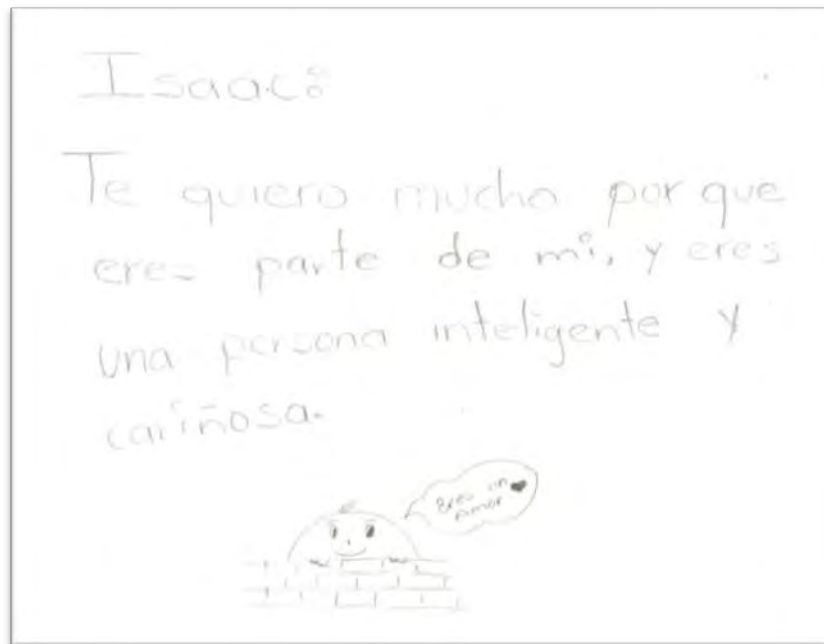 Isaac:
Te quiero mucho por que
eres parte de mi, y eres
una persona inteligente y
cariñosa.
Eres un
Amor